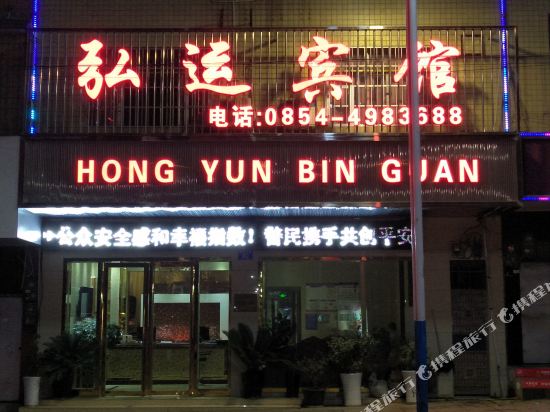 弘运宾馆
电话:0854-4983688
HONG YUN BIN GUAN
公众安全感和幸福指数!警民携手共创平安
携程旅行
携程旅行